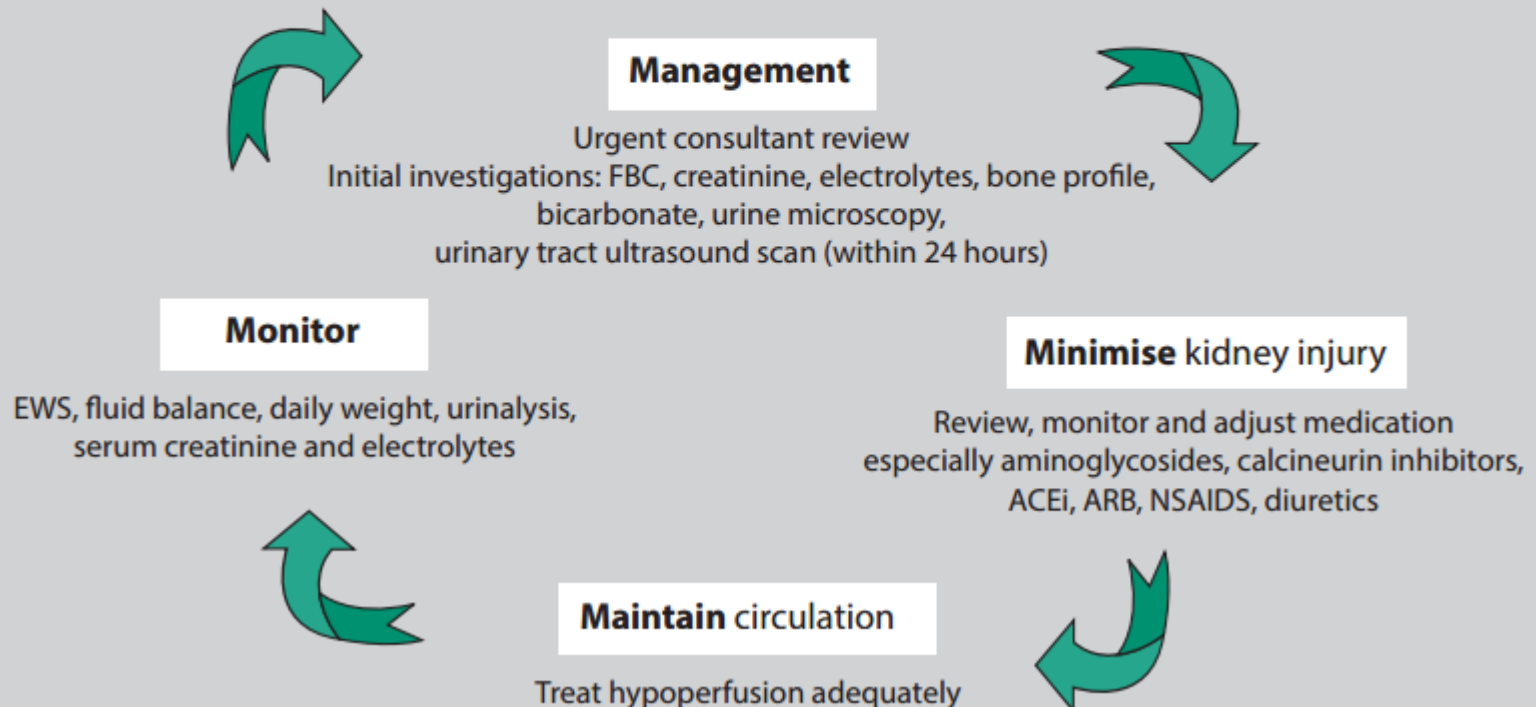 Management
Urgent consultant review
Initial investigations: FBC, creatinine, electrolytes, bone profile,
bicarbonate, urine microscopy,
urinary tract ultrasound scan (within 24 hours)
Minimise kidney injury
Review, monitor and adjust medication
especially aminoglycosides, calcineurin inhibitors,
ACEi, ARB, NSAIDS, diuretics
Maintain circulation
Treat hypoperfusion adequately
Monitor
EWS, fluid balance, daily weight, urinalysis,
serum creatinine and electrolytes